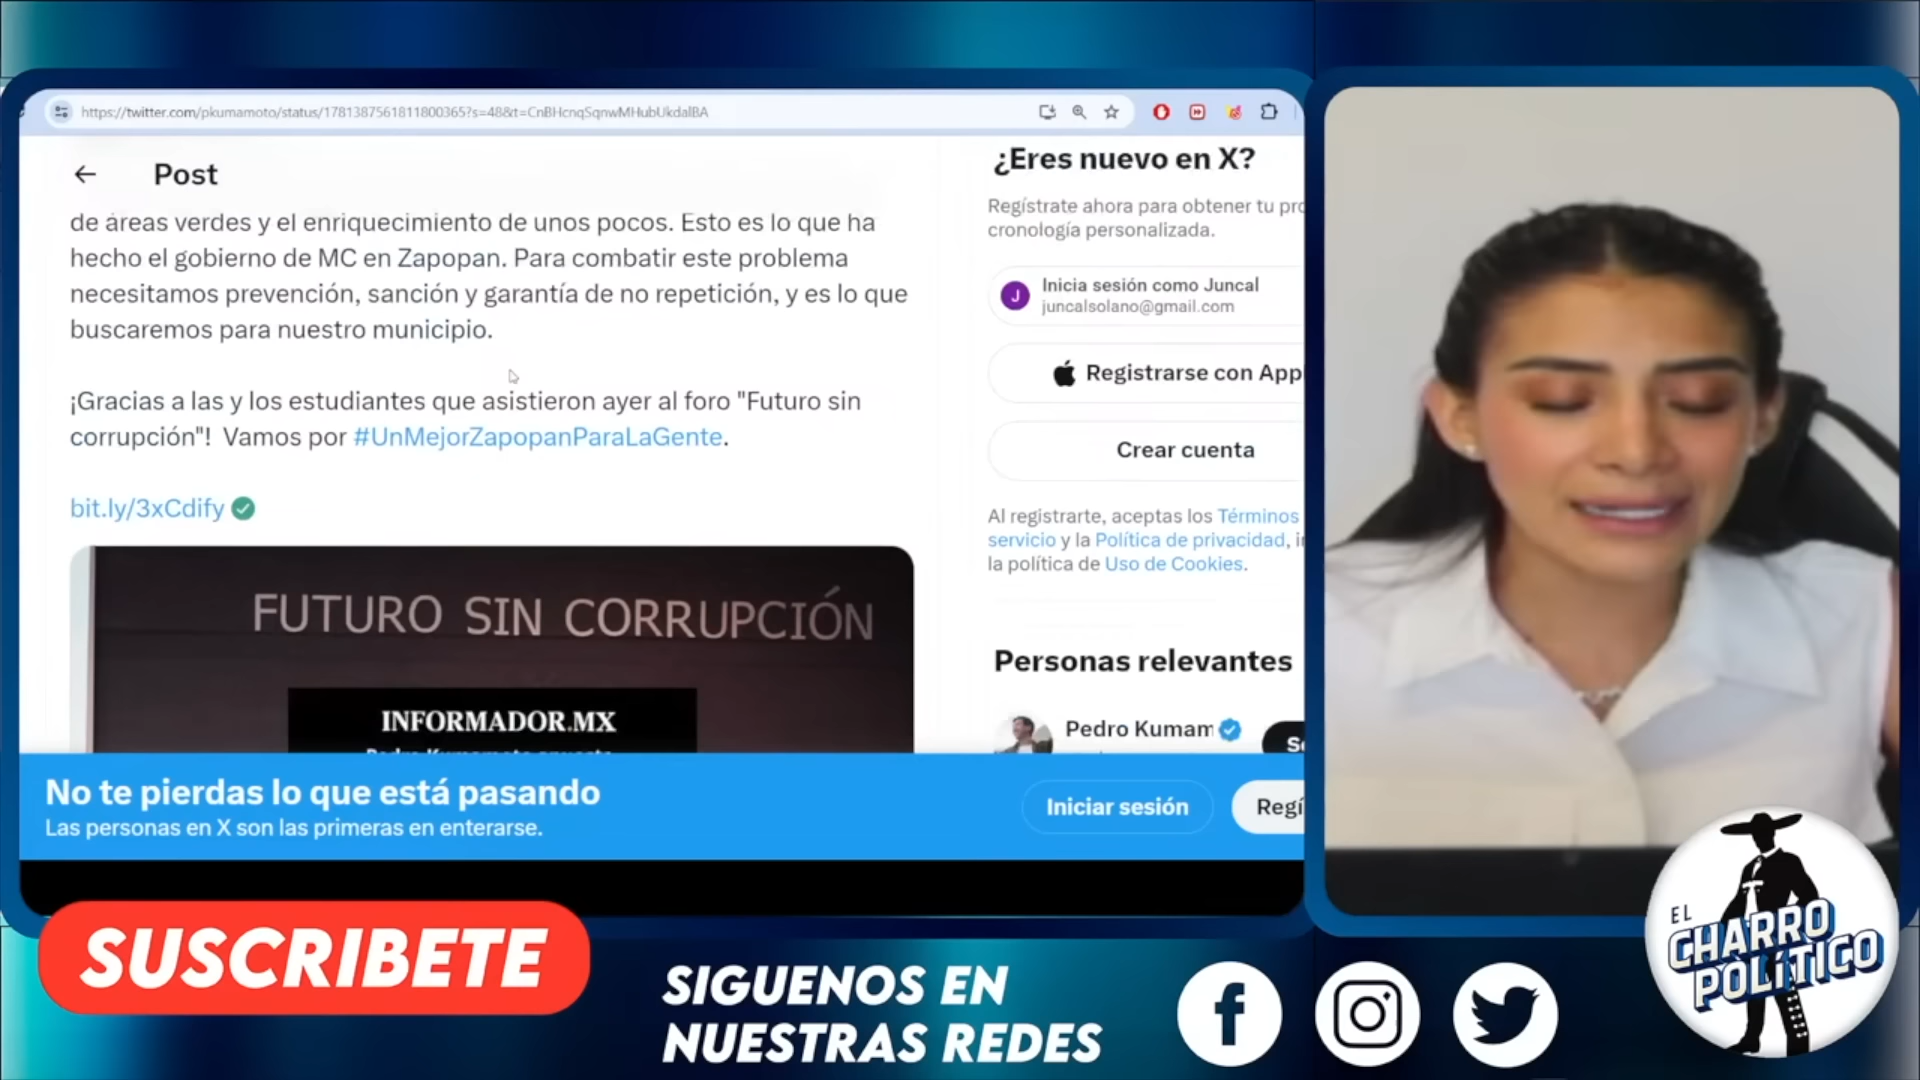 https://twitter.com/pkumamoto/status/1781387561811800365?s=48&t=CnBHcnqSqnwMHubUkdalBA
Post
de áreas verdes y el enriquecimiento de unos pocos. Esto es lo que ha
hecho el gobierno de MC en Zapopan. Para combatir este problema
necesitamos prevención, sanción y garantía de no repetición, y es lo que
buscaremos para nuestro municipio.
¡Gracias a las y los estudiantes que asistieron ayer al foro "Futuro sin
corrupción"! Vamos por #UnMejorZapopanParaLaGente.
bit.ly/3xCdify
FUTURO SIN CORRUPCIÓN
INFORMADOR.MX
¿Eres nuevo en X?
Regístrate ahora para obtener tu pro
cronología personalizada.
J
Inicia sesión como Juncal
juncalsolano@gmail.com
Registrarse con App
Crear cuenta
Al registrarte, aceptas los Términos
servicio y la Política de privacidad, i
la política de Uso de Cookies.
Personas relevantes
Pedro Kumam
Se
No te pierdas lo que está pasando
Las personas en X son las primeras en enterarse.
Iniciar sesión
Regí
SUSCRIBETE
SIGUENOS EN
NUESTRAS REDES
EL
CHARRO
POLÍTICO